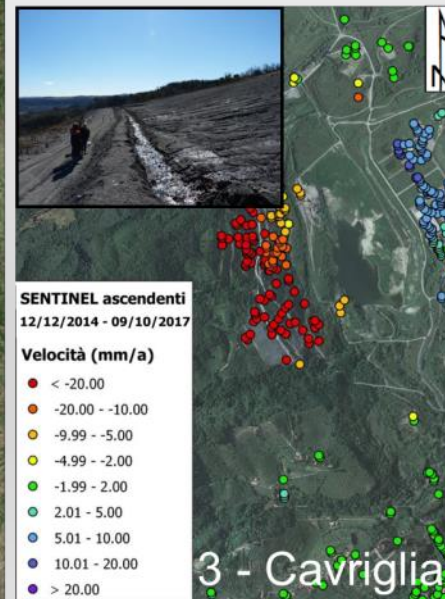 SENTINEL ascendenti
12/12/2014 - 09/10/2017
Velocità (mm/a)
< -20.00
-20.00 - -10.00
-9.99 - -5.00
-4.99 - -2.00
-1.99 - 2.00
2.01 - 5.00
5.01 - 10.00
10.01 - 20.00
> 20.00
3 - Cavriglia